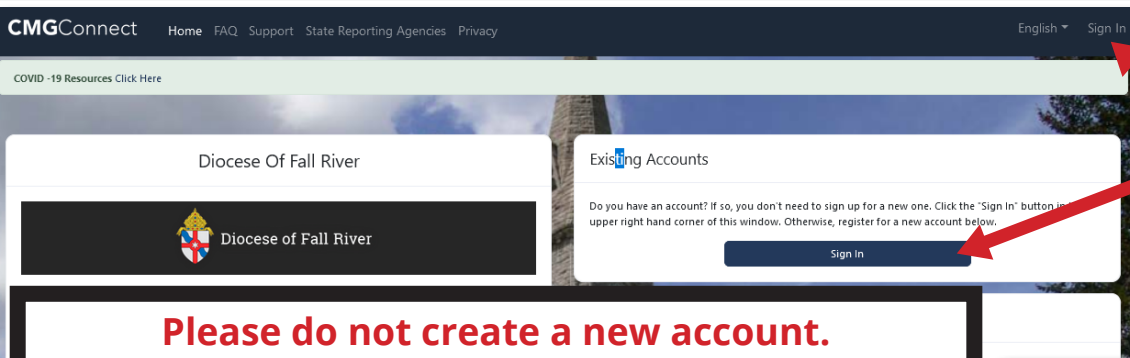 CMGConnect Home FAQ Support State Reporting Agencies Privacy English Sign In
COVID -19 Resources Click Here
Diocese Of Fall River
Diocese of Fall River
Existing Accounts
Do you have an account? If so, you don't need to sign up for a new one. Click the "Sign In" button in
upper right hand corner of this window. Otherwise, register for a new account below.
Sign In
Please do not create a new account.